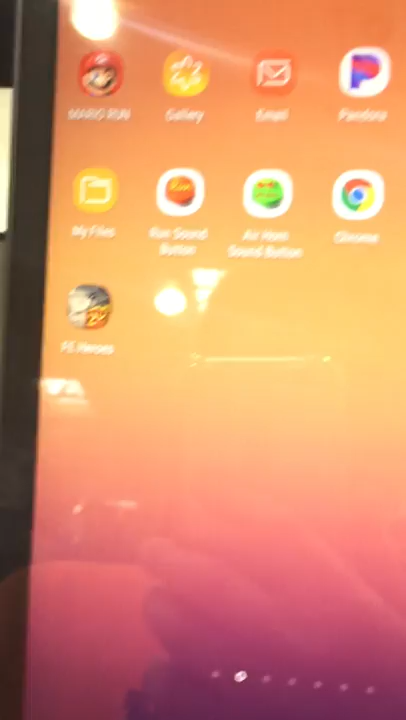 MARIO RUN
Gallery
Email
Pandora
My Files
Run Sound
Button
Air Horn
Sound Button
Chrome
FE Heroes